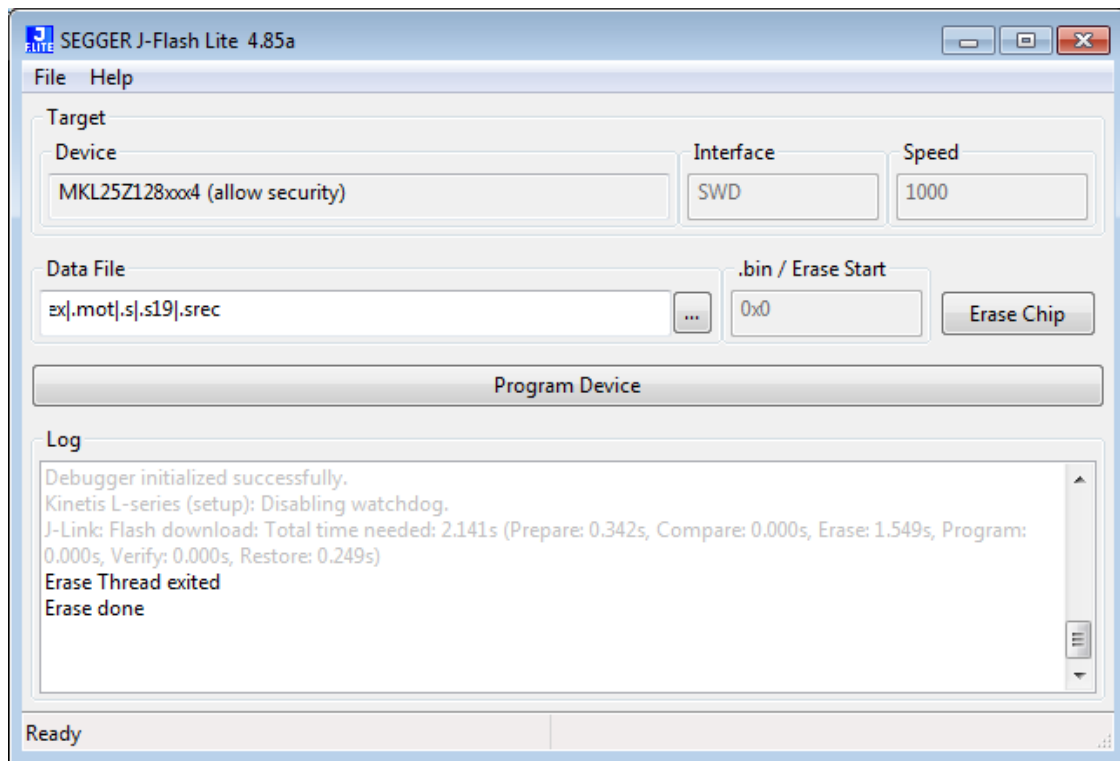 J
F.LITE
SEGGER J-Flash Lite 4.85a
File Help
Target
Device
Interface
Speed
MKL25Z128xxx4 (allow security)
SWD
1000
Data File
.bin / Erase Start
ex|.mot|.s|.s19|.srec
...
0x0
Erase Chip
Program Device
Log
Debugger initialized successfully.
Kinetis L-series (setup): Disabling watchdog.
J-Link: Flash download: Total time needed: 2.141s (Prepare: 0.342s, Compare: 0.000s, Erase: 1.549s, Program:
0.000s, Verify: 0.000s, Restore: 0.249s)
Erase Thread exited
Erase done
Ready